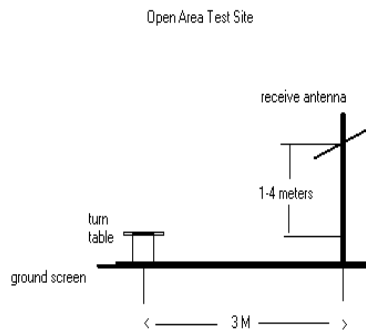 Open Area Test Site
receive antenna
1-4 meters
turn
table
ground screen
3 M